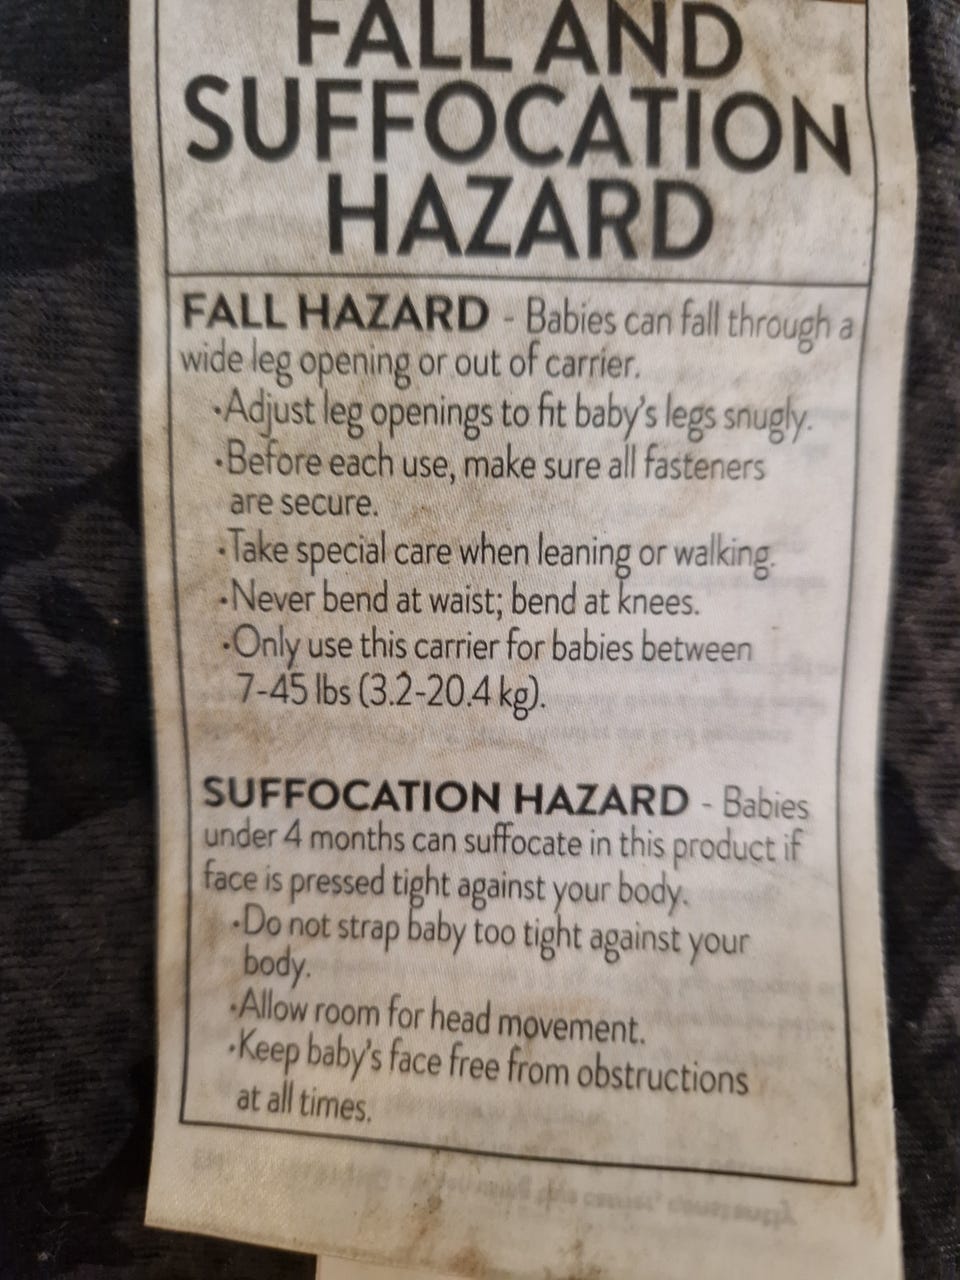 FALL AND
SUFFOCATION
HAZARD
FALL HAZARD - Babies can fall through a
wide leg opening or out of carrier.
•Adjust leg openings to fit baby's legs snugly.
•Before each use, make sure all fasteners
are secure.
•Take special care when leaning or walking.
•Never bend at waist; bend at knees.
•Only use this carrier for babies between
7-45 lbs (3.2-20.4 kg).
SUFFOCATION HAZARD - Babies
under 4 months can suffocate in this product if
face is pressed tight against your body.
•Do not strap baby too tight against your
body.
•Allow room for head movement.
•Keep baby's face free from obstructions
at all times.